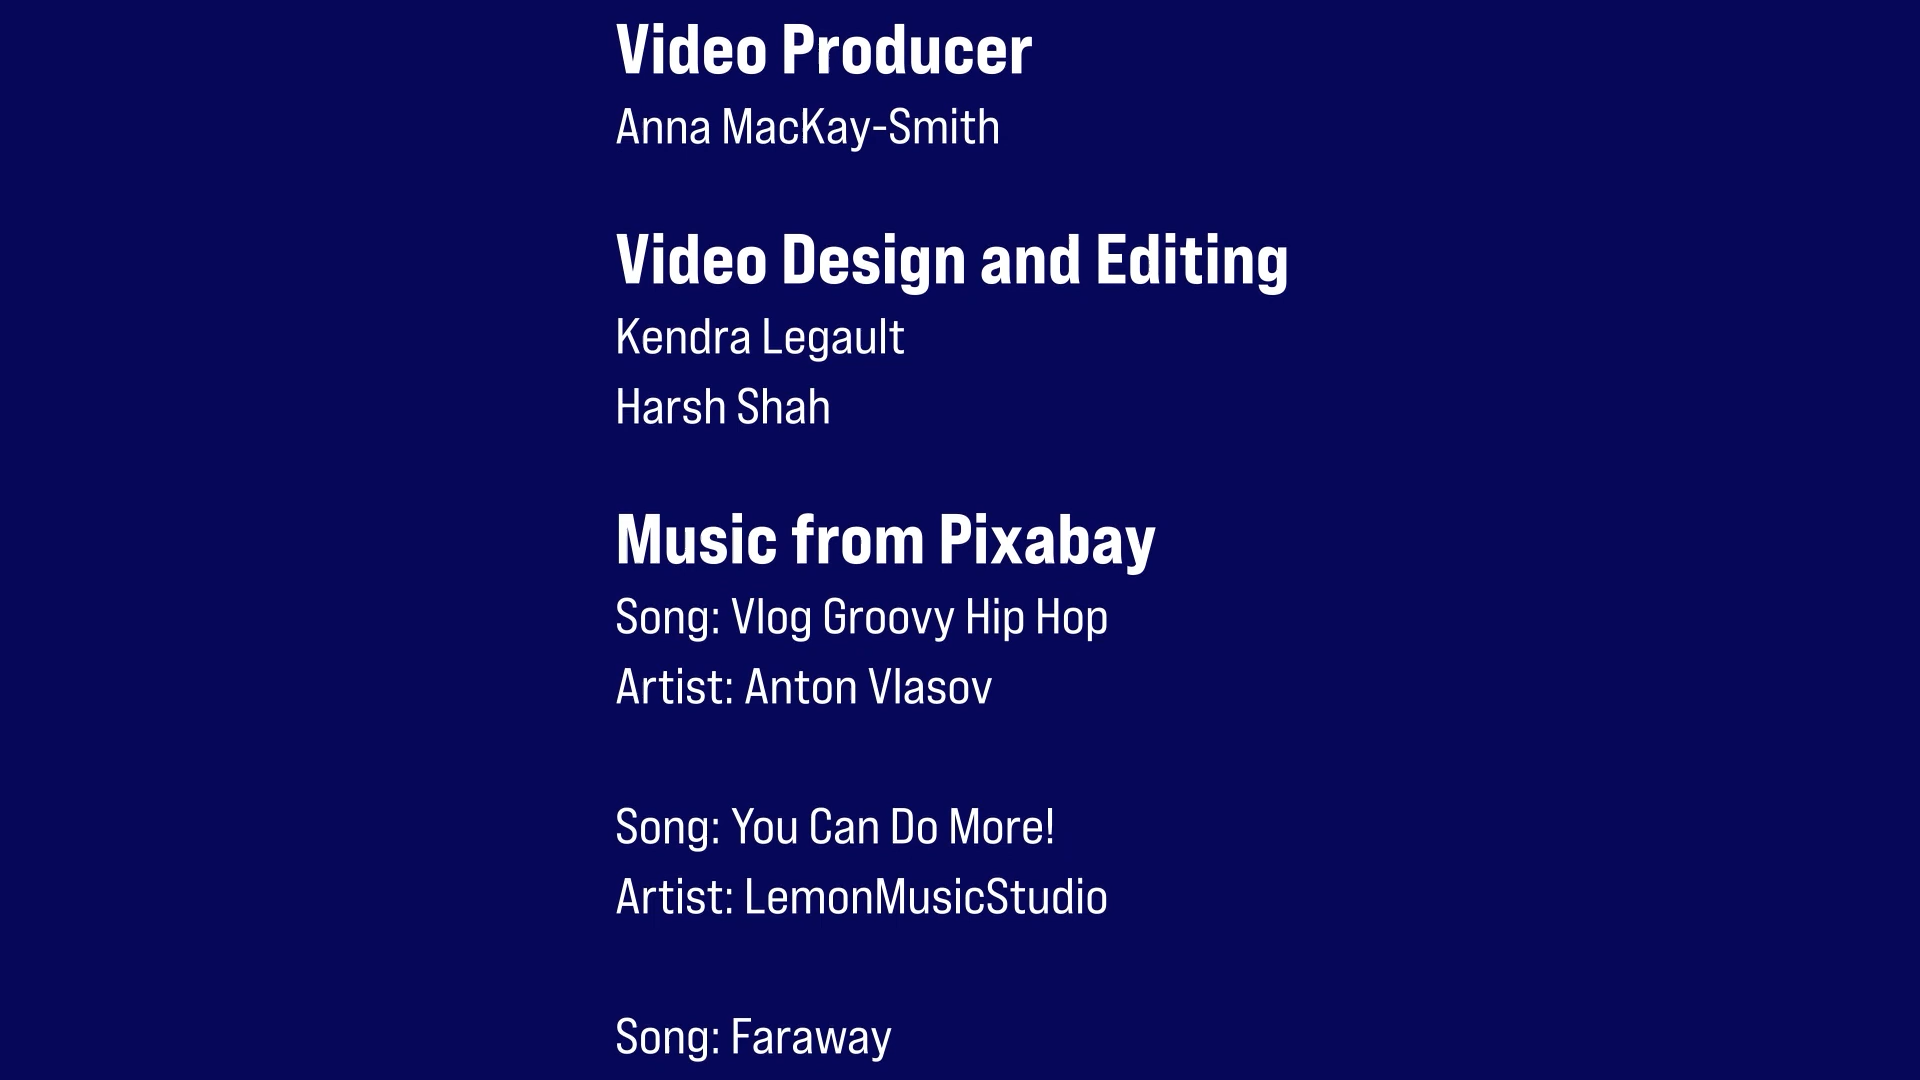 Video Producer
Anna MacKay-Smith
Video Design and Editing
Kendra Legault
Harsh Shah
Music from Pixabay
Song: Vlog Groovy Hip Hop
Artist: Anton Vlasov
Song: You Can Do More!
Artist: LemonMusicStudio
Song: Faraway